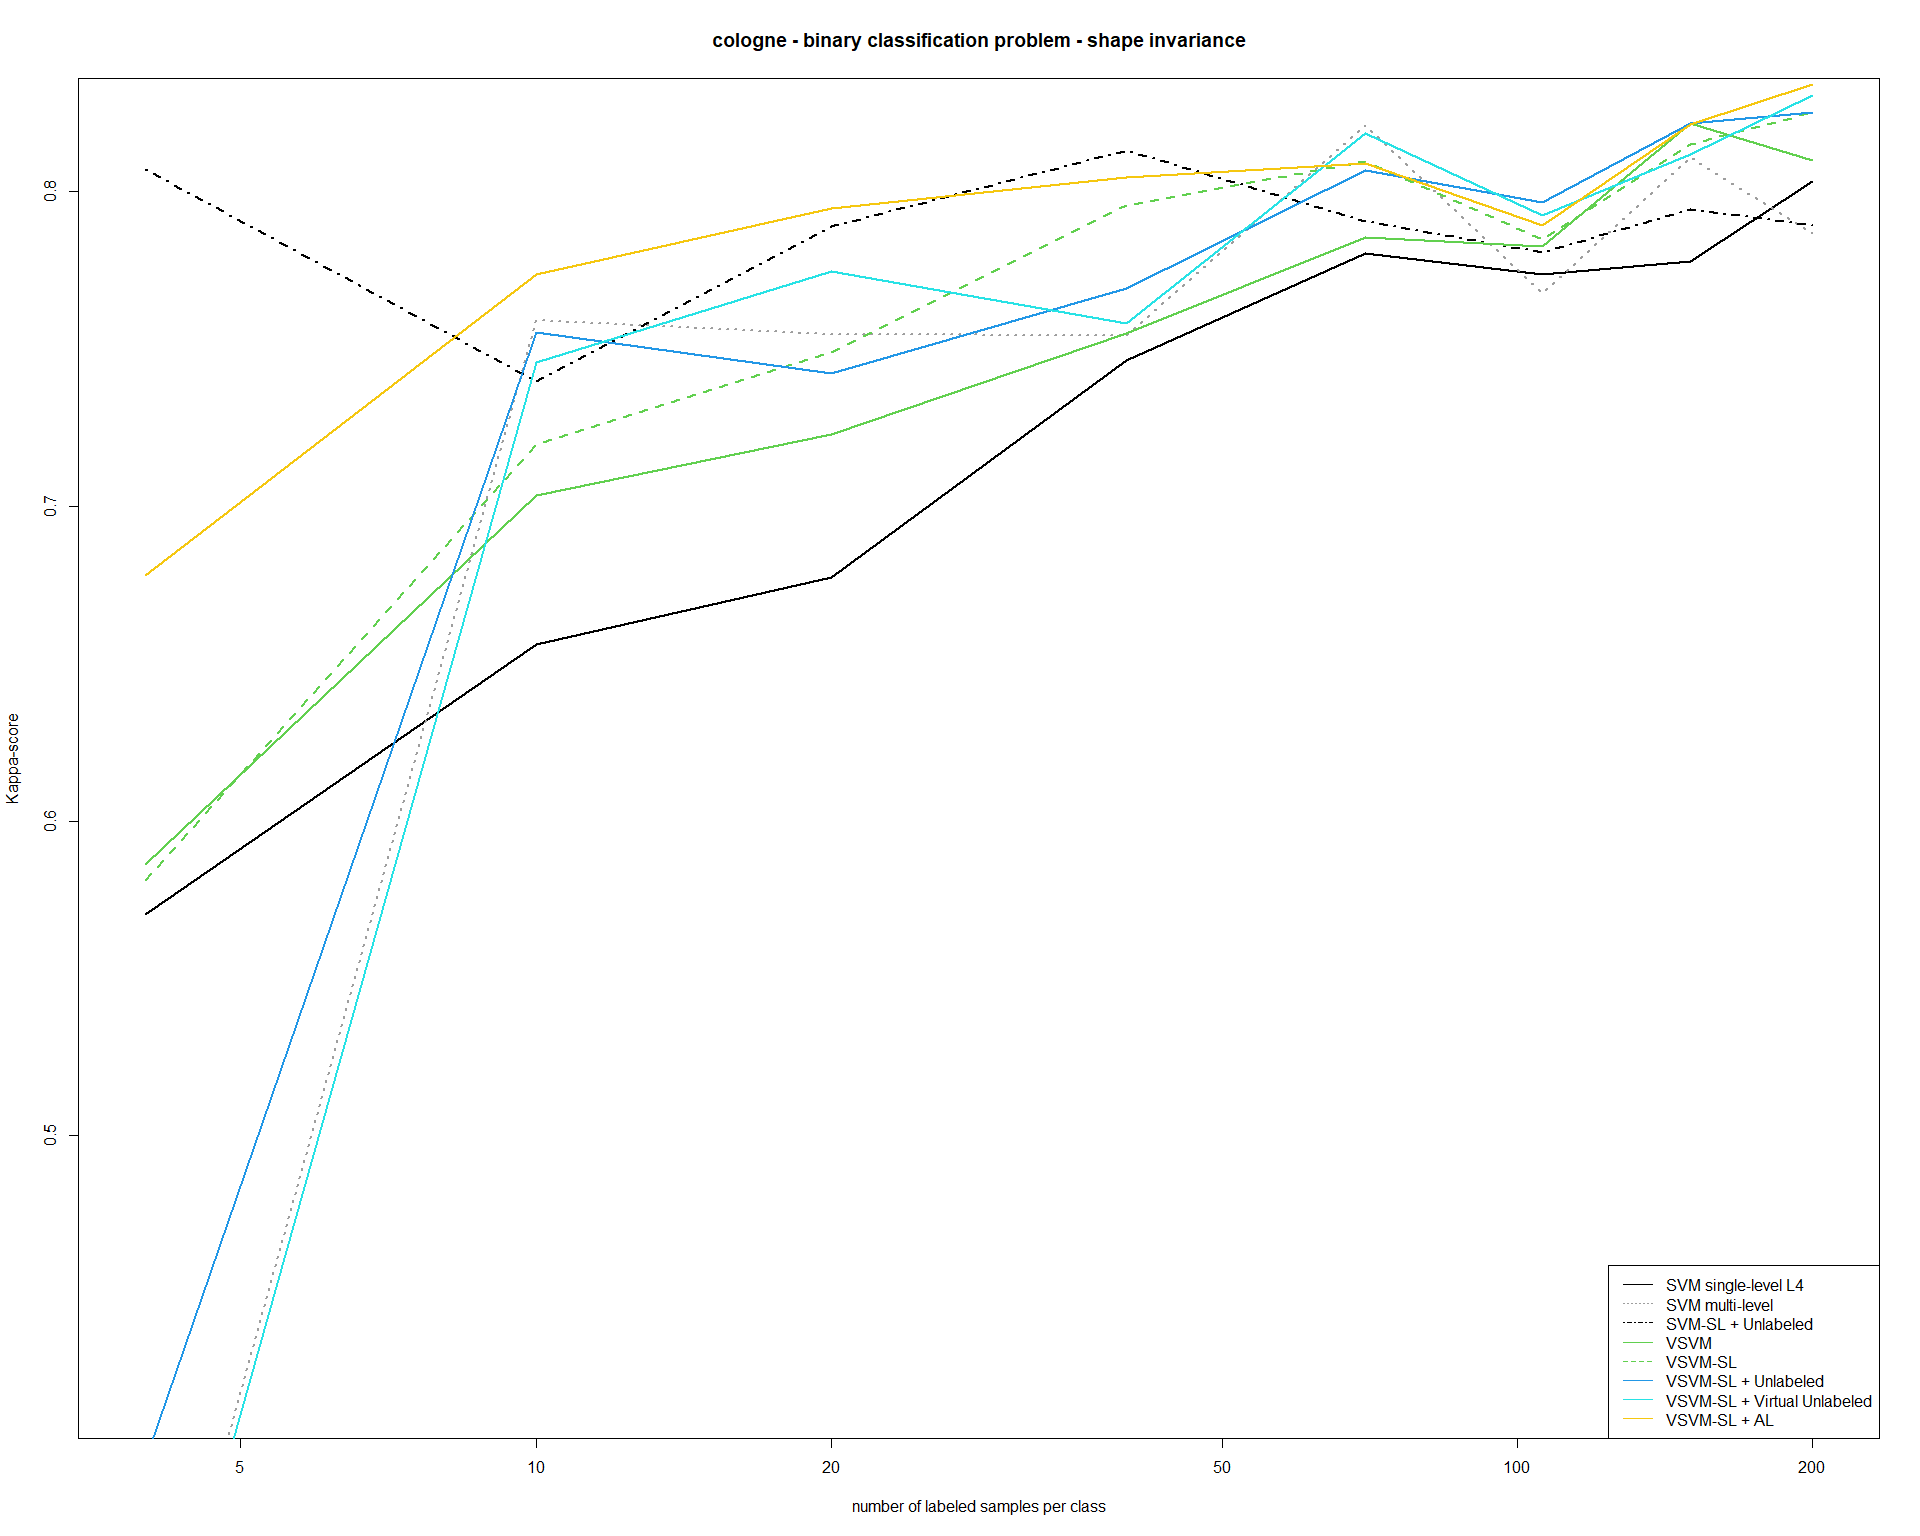 cologne - binary classification problem - shape invariance
Kappa-score
0.8
0.7
0.6
0.5
5 10 20 50 100 200
number of labeled samples per class
SVM single-level L4
SVM multi-level
SVM-SL + Unlabeled
VSVM
VSVM-SL
VSVM-SL + Unlabeled
VSVM-SL + Virtual Unlabeled
VSVM-SL + AL